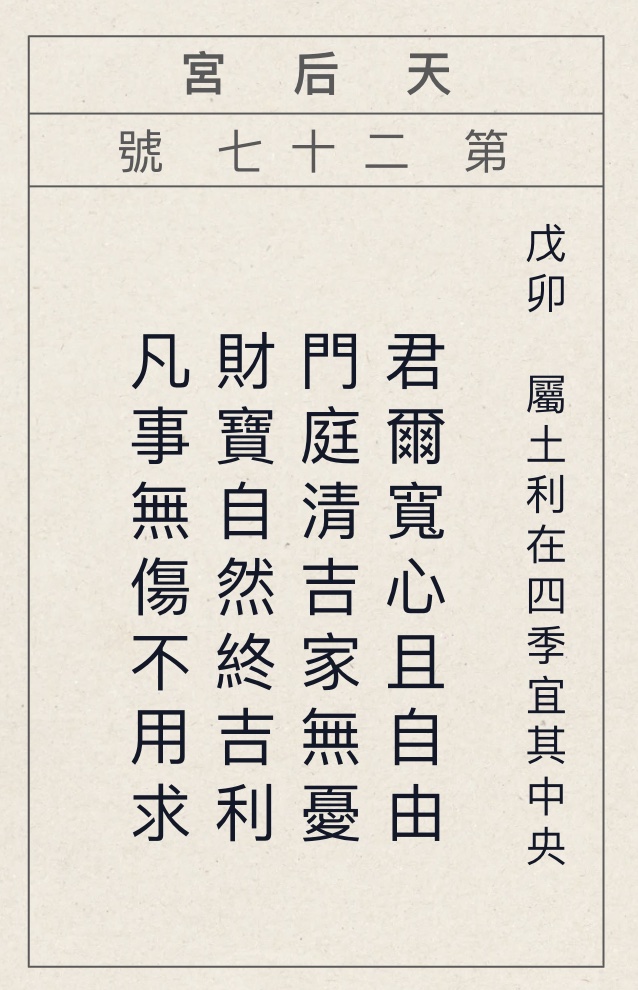 天后宮
第二十七號
戊卯　屬土利在四季宜其中央
君爾寬心且自由
門庭清吉家無憂
財寶自然終吉利
凡事無傷不用求